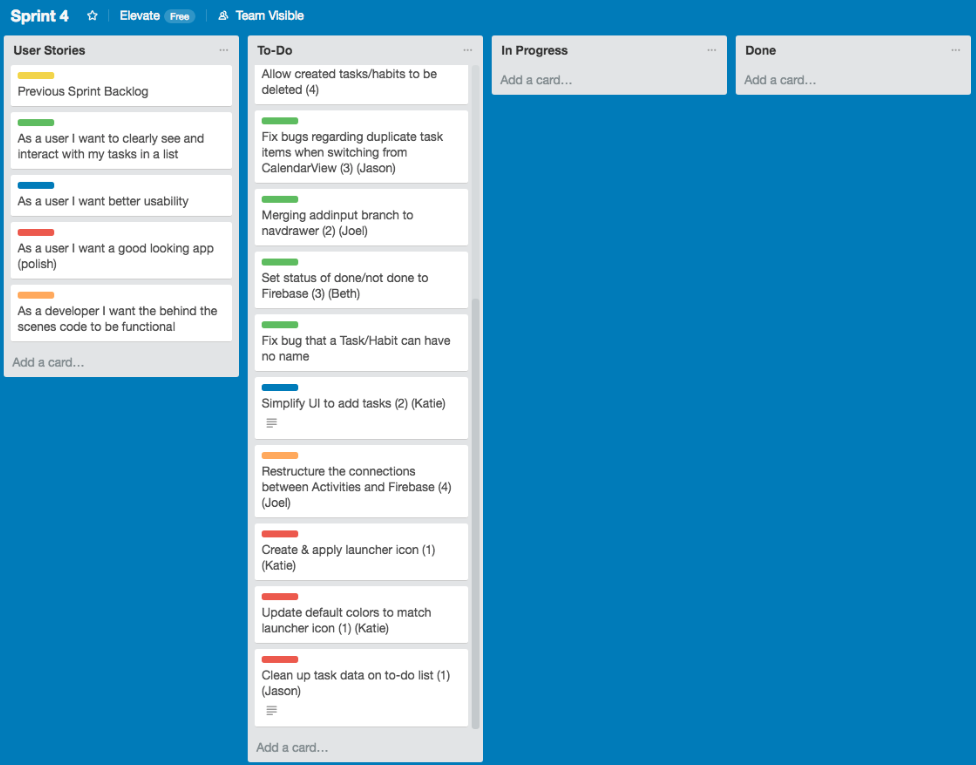 Sprint 4
Elevate Free
Team Visible
User Stories
Previous Sprint Backlog
As a user I want to clearly see and
interact with my tasks in a list
As a user I want better usability
As a user I want a good looking app
(polish)
As a developer I want the behind the
scenes code to be functional
Add a card...
To-Do
Allow created tasks/habits to be
deleted (4)
Fix bugs regarding duplicate task
items when switching from
CalendarView (3) (Jason)
Merging addinput branch to
navdrawer (2) (Joel)
Set status of done/not done to
Firebase (3) (Beth)
Fix bug that a Task/Habit can have
no name
Simplify UI to add tasks (2) (Katie)
Restructure the connections
between Activities and Firebase (4)
(Joel)
Create & apply launcher icon (1)
(Katie)
Update default colors to match
launcher icon (1) (Katie)
Clean up task data on to-do list (1)
(Jason)
Add a card...
In Progress
Add a card...
Done
Add a card...